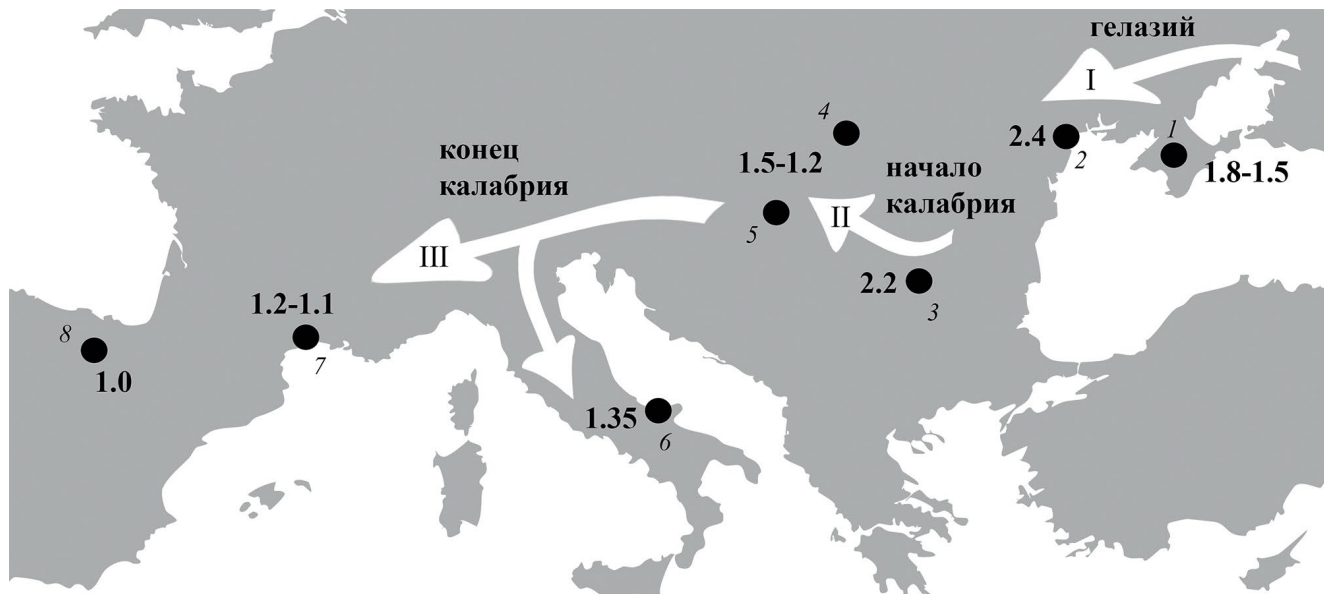 гелазий
I
4
1
конец
калабрия
1.5-1.2
2.4
2
начало
калабрия
1.8-1.5
II
5
III
2.2
3
1.2-1.1
8
7
1.0
1.35
6